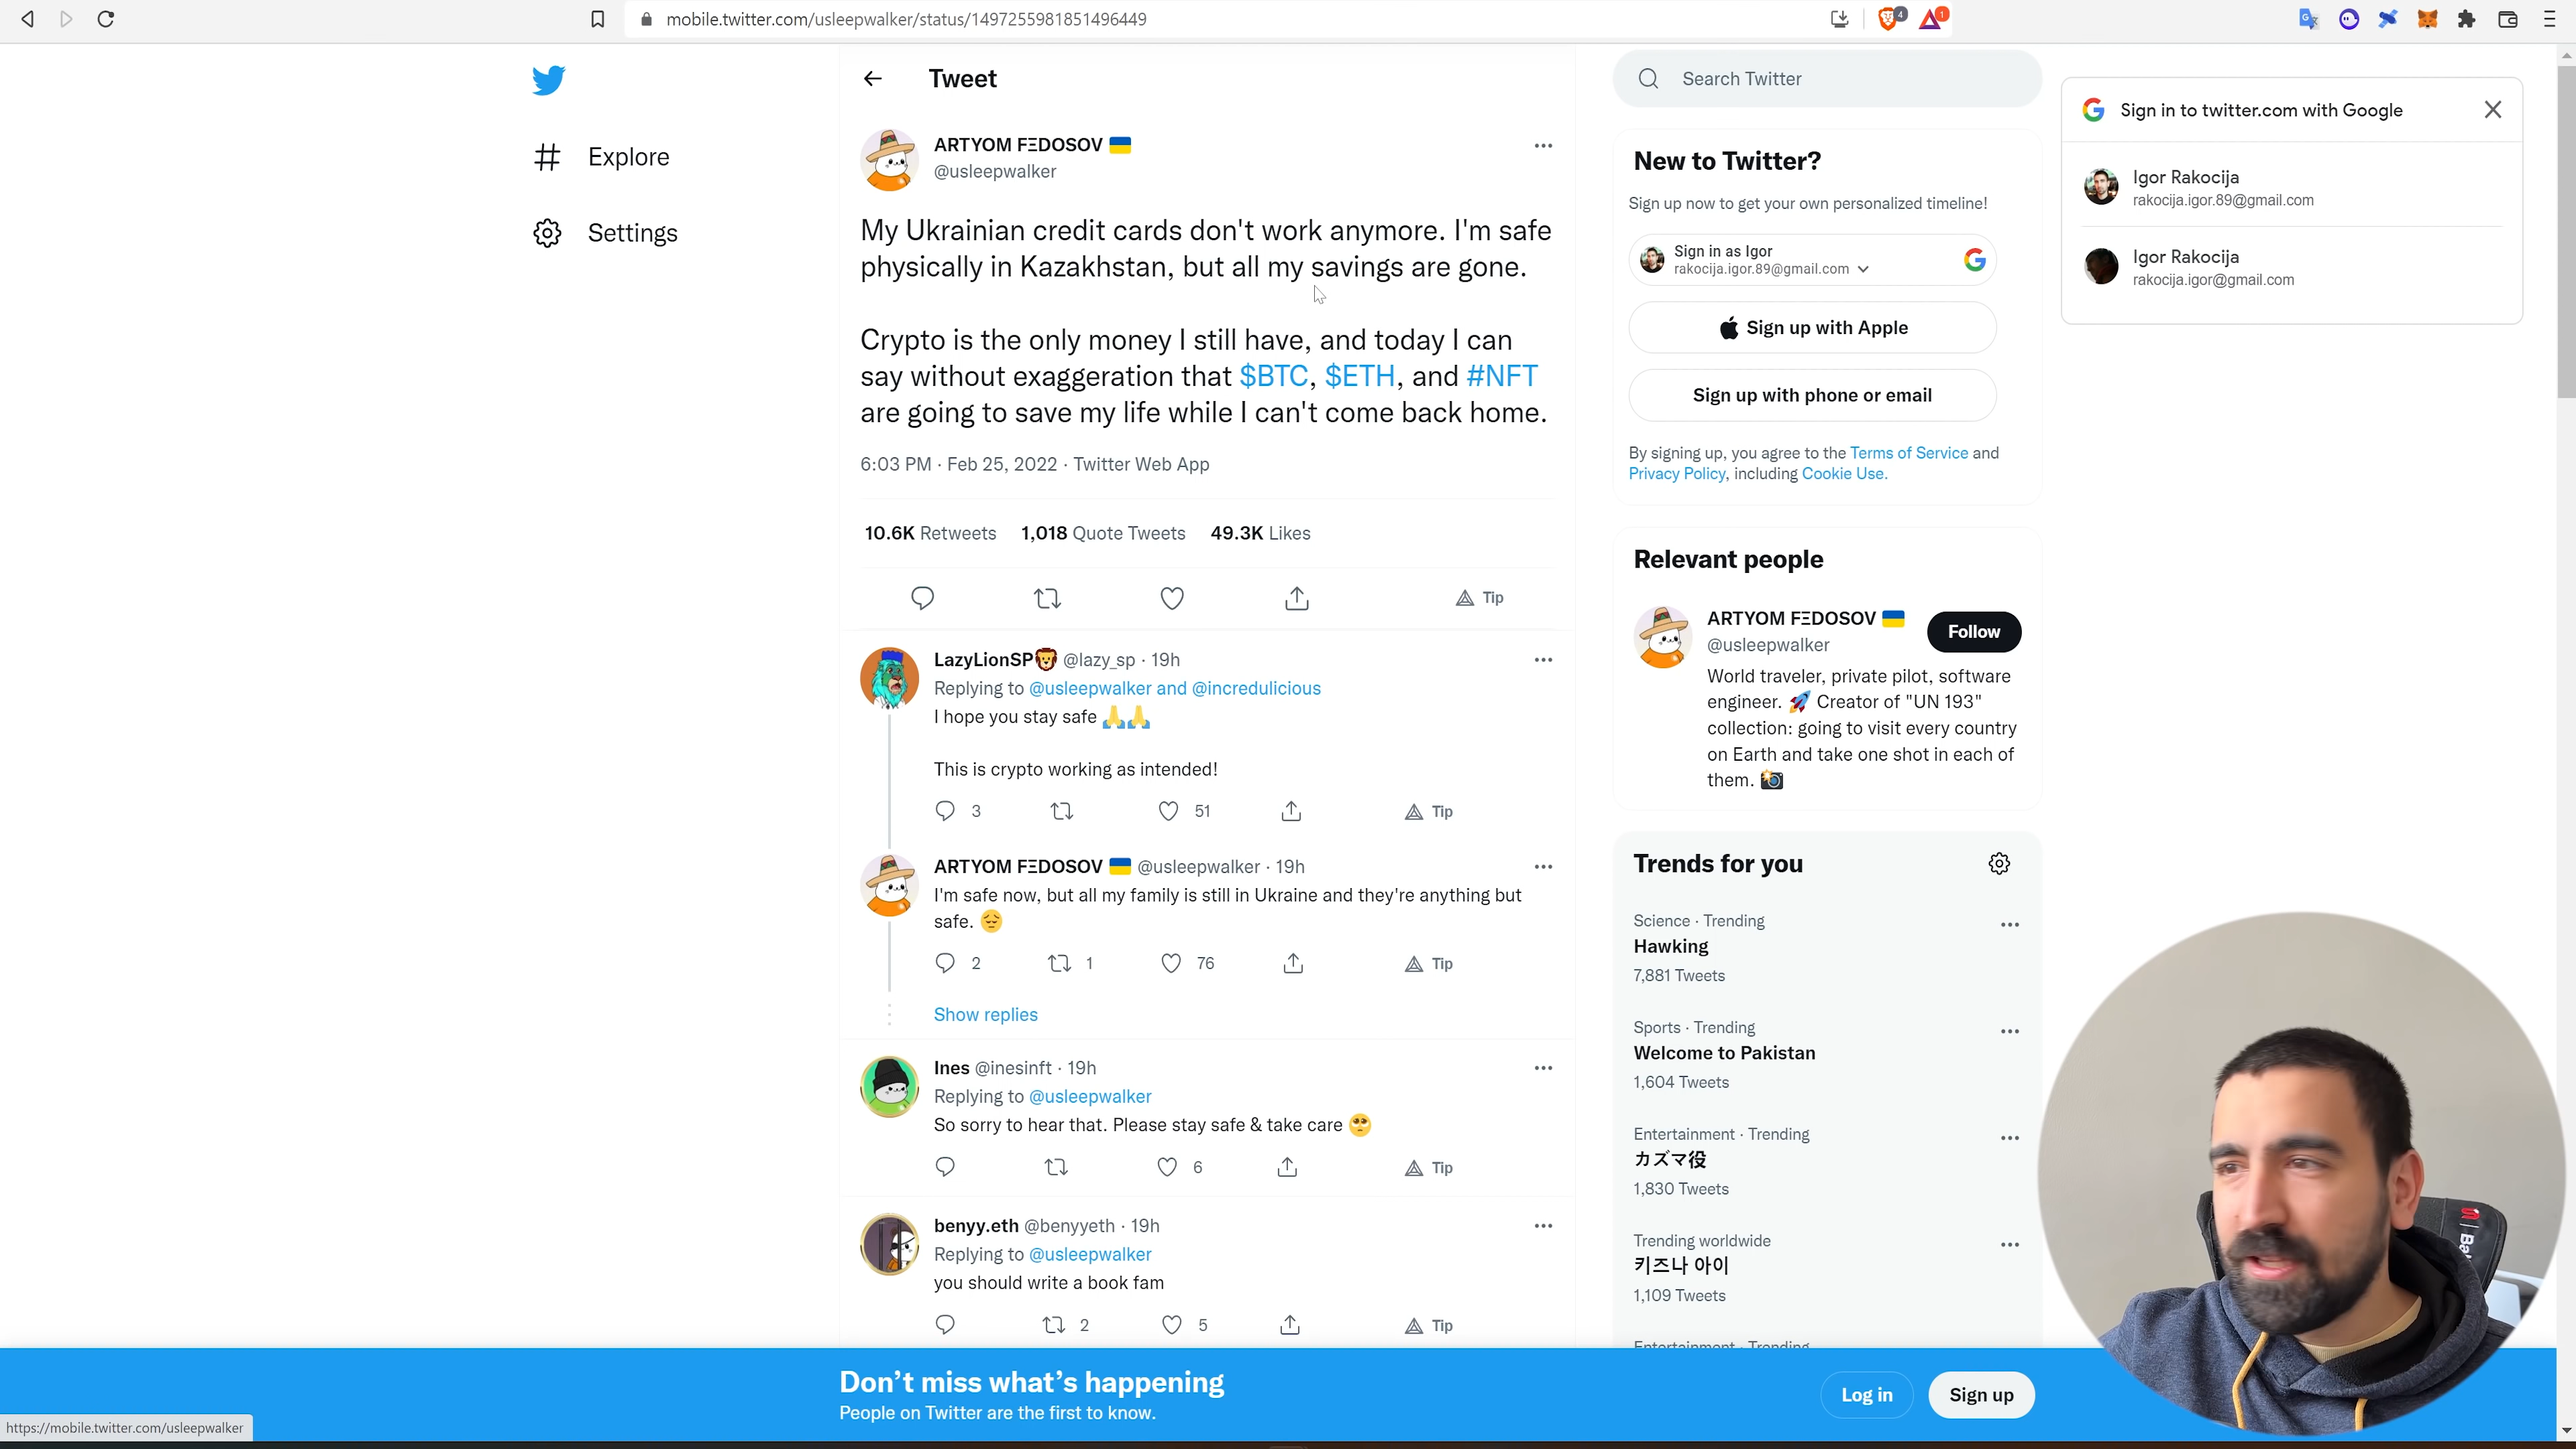 mobile.twitter.com/usleepwalker/status/1497255981851496449
4
1
Tweet
Explore
Settings
ARTYOM FΞDOSOV 🇺🇦
@usleepwalker
My Ukrainian credit cards don't work anymore. I'm safe
physically in Kazakhstan, but all my savings are gone.
Crypto is the only money I still have, and today I can
say without exaggeration that $BTC, $ETH, and #NFT
are going to save my life while I can't come back home.
6:03 PM · Feb 25, 2022 · Twitter Web App
10.6K Retweets 1,018 Quote Tweets 49.3K Likes
Tip
LazyLionSP🦁 @lazy_sp · 19h
Replying to @usleepwalker and @incredulicious
I hope you stay safe 🙏🙏
This is crypto working as intended!
3 51 Tip
ARTYOM FΞDOSOV 🇺🇦 @usleepwalker · 19h
I'm safe now, but all my family is still in Ukraine and they're anything but
safe. 😔
2 1 76 Tip
Show replies
Ines @inesinft · 19h
Replying to @usleepwalker
So sorry to hear that. Please stay safe & take care 🥺
6 Tip
benyy.eth @benyyeth · 19h
Replying to @usleepwalker
you should write a book fam
2 5 Tip
Search Twitter
New to Twitter?
Sign up now to get your own personalized timeline!
Sign in as Igor
rakocija.igor.89@gmail.com
Sign up with Apple
Sign up with phone or email
By signing up, you agree to the Terms of Service and
Privacy Policy, including Cookie Use.
Relevant people
ARTYOM FΞDOSOV 🇺🇦
@usleepwalker
Follow
World traveler, private pilot, software
engineer. 🚀 Creator of "UN 193"
collection: going to visit every country
on Earth and take one shot in each of
them. 📸
Trends for you
Science · Trending
Hawking
7,881 Tweets
Sports · Trending
Welcome to Pakistan
1,604 Tweets
Entertainment · Trending
カズマ役
1,830 Tweets
Trending worldwide
키즈나 아이
1,109 Tweets
Entertainment · Trending
Sign in to twitter.com with Google
Igor Rakocija
rakocija.igor.89@gmail.com
Igor Rakocija
rakocija.igor@gmail.com
Don't miss what's happening
People on Twitter are the first to know.
Log in
Sign up
https://mobile.twitter.com/usleepwalker